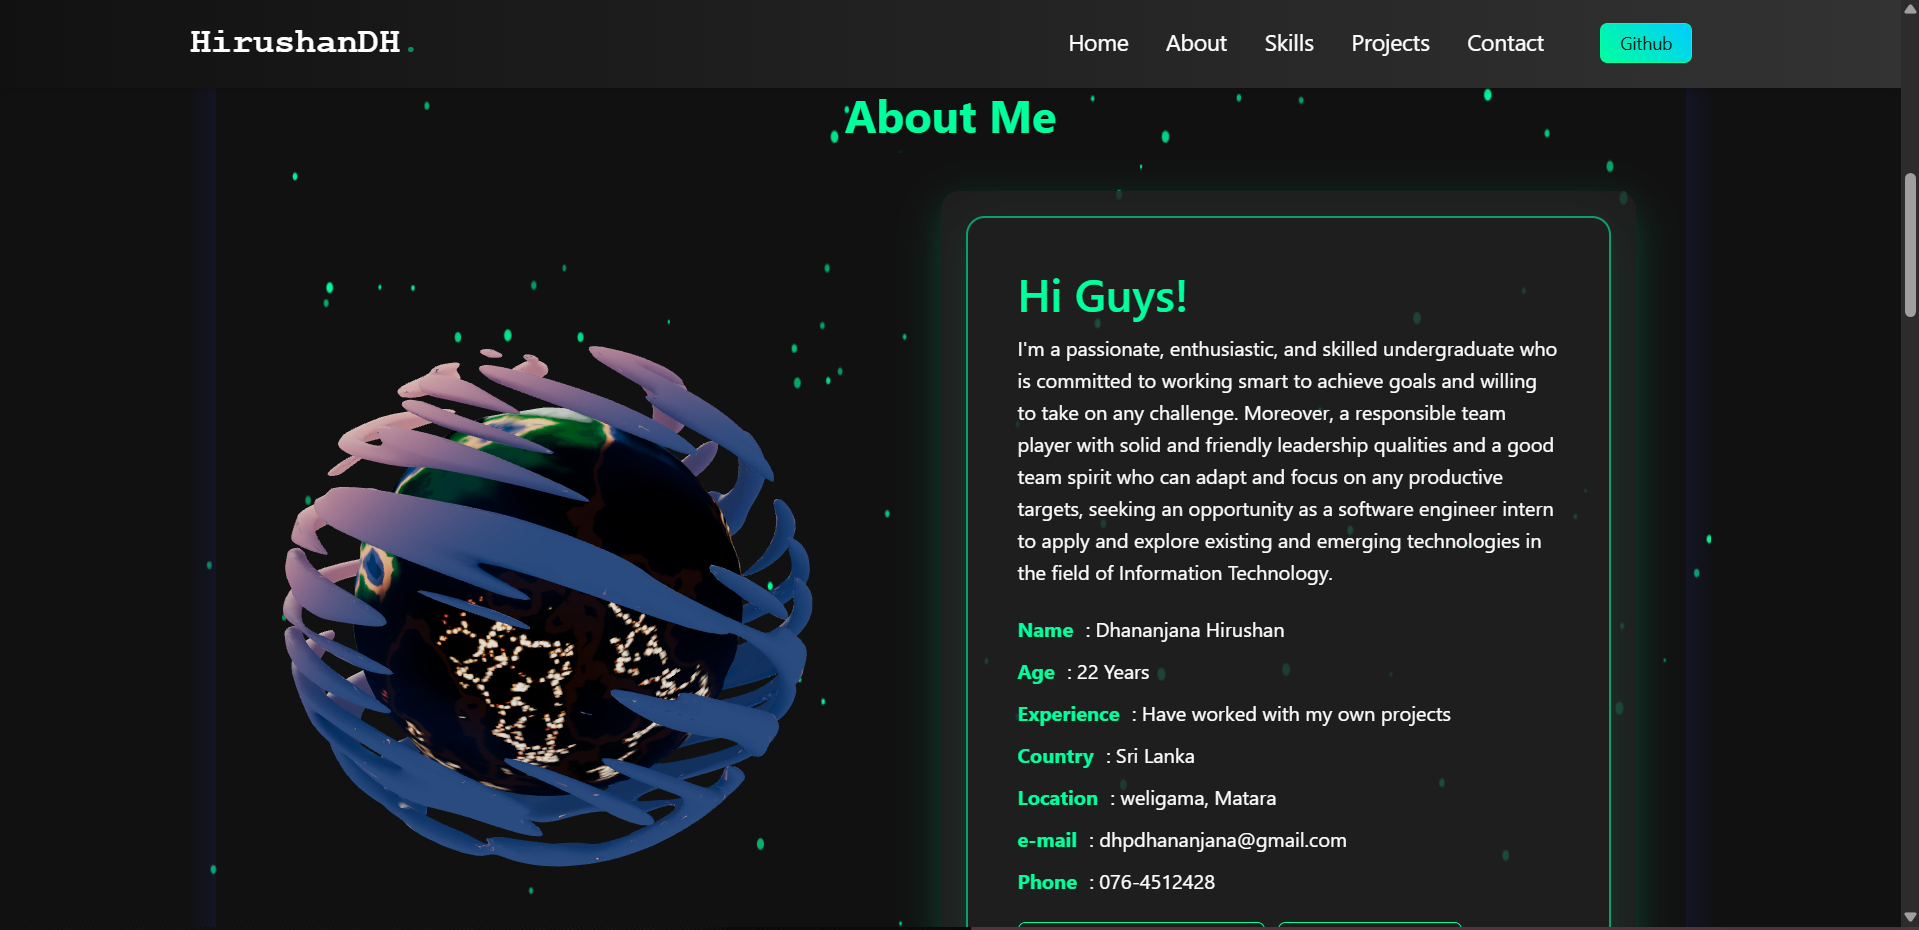 HirushanDH.
Home
About
Skills
Projects
Contact
Github
About Me
Hi Guys!
I'm a passionate, enthusiastic, and skilled undergraduate who
is committed to working smart to achieve goals and willing
to take on any challenge. Moreover, a responsible team
player with solid and friendly leadership qualities and a good
team spirit who can adapt and focus on any productive
targets, seeking an opportunity as a software engineer intern
to apply and explore existing and emerging technologies in
the field of Information Technology.
Name : Dhananjana Hirushan
Age : 22 Years
Experience : Have worked with my own projects
Country : Sri Lanka
Location : weligama, Matara
e-mail : dhpdhananjana@gmail.com
Phone : 076-4512428